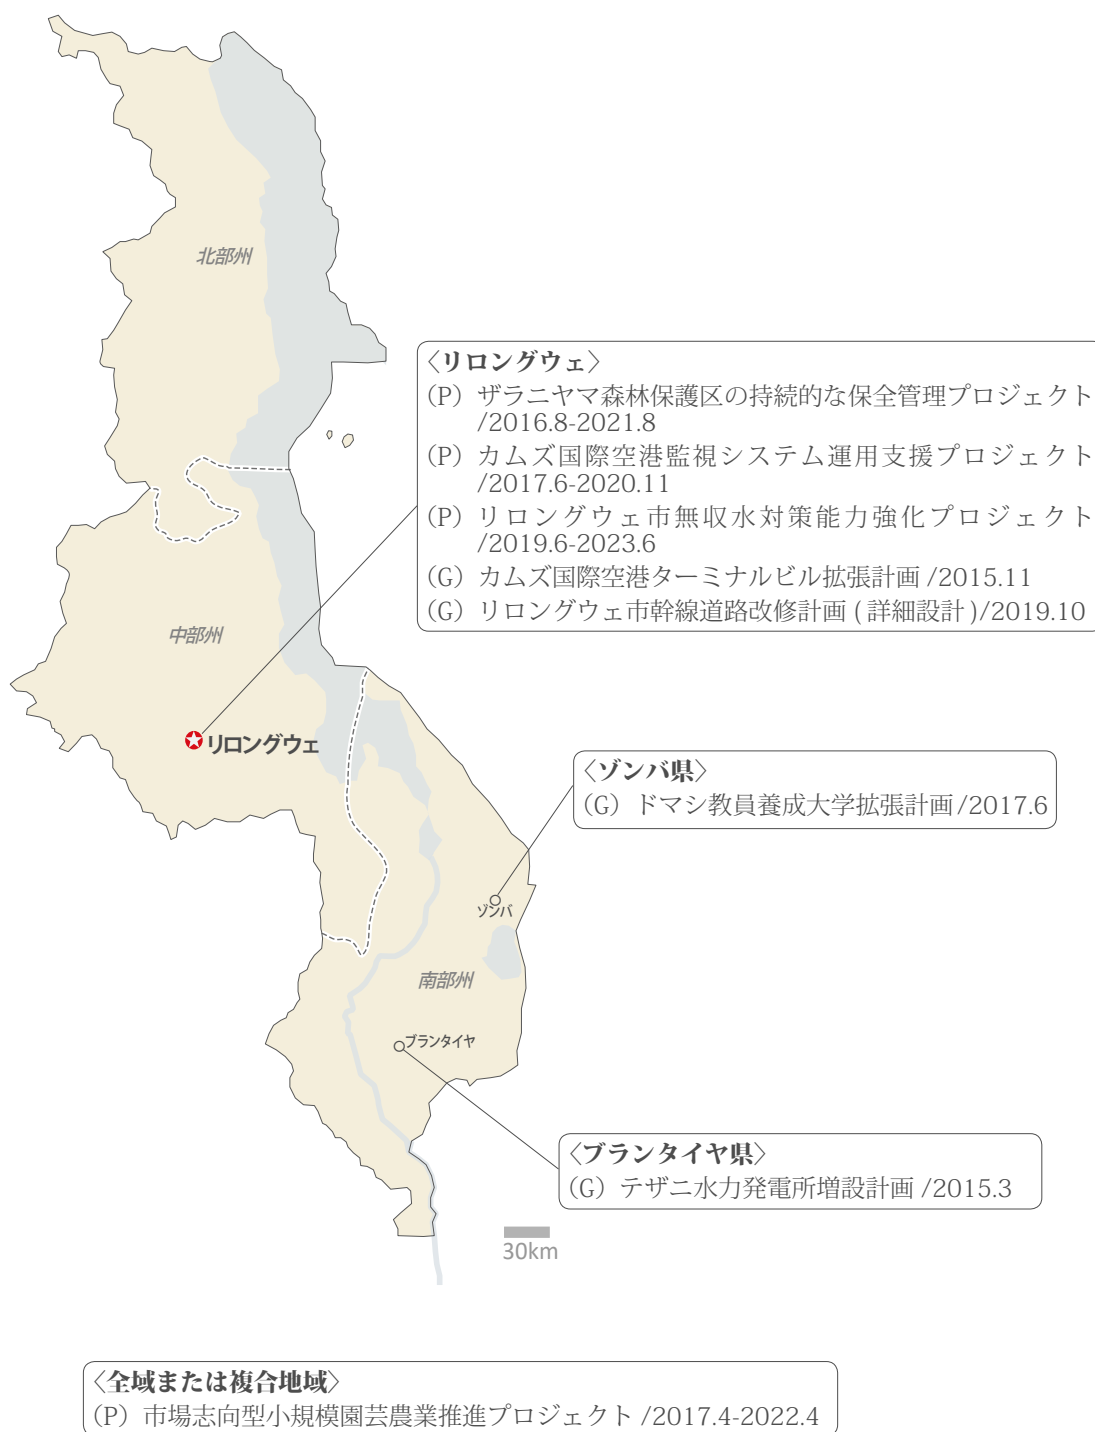 北部州
〈リロングウェ〉
(P) ザラニヤマ森林保護区の持続的な保全管理プロジェクト
/2016.8-2021.8
(P) カムズ国際空港監視システム運用支援プロジェクト
/2017.6-2020.11
(P) リロングウェ市無収水対策能力強化プロジェクト
/2019.6-2023.6
(G) カムズ国際空港ターミナルビル拡張計画 /2015.11
(G) リロングウェ市幹線道路改修計画 ( 詳細設計 )/2019.10
中部州
リロングウェ
〈ゾンバ県〉
(G) ドマシ教員養成大学拡張計画 /2017.6
ゾンバ
南部州
ブランタイヤ
〈ブランタイヤ県〉
(G) テザニ水力発電所増設計画 /2015.3
30km
〈全域または複合地域〉
(P) 市場志向型小規模園芸農業推進プロジェクト /2017.4-2022.4